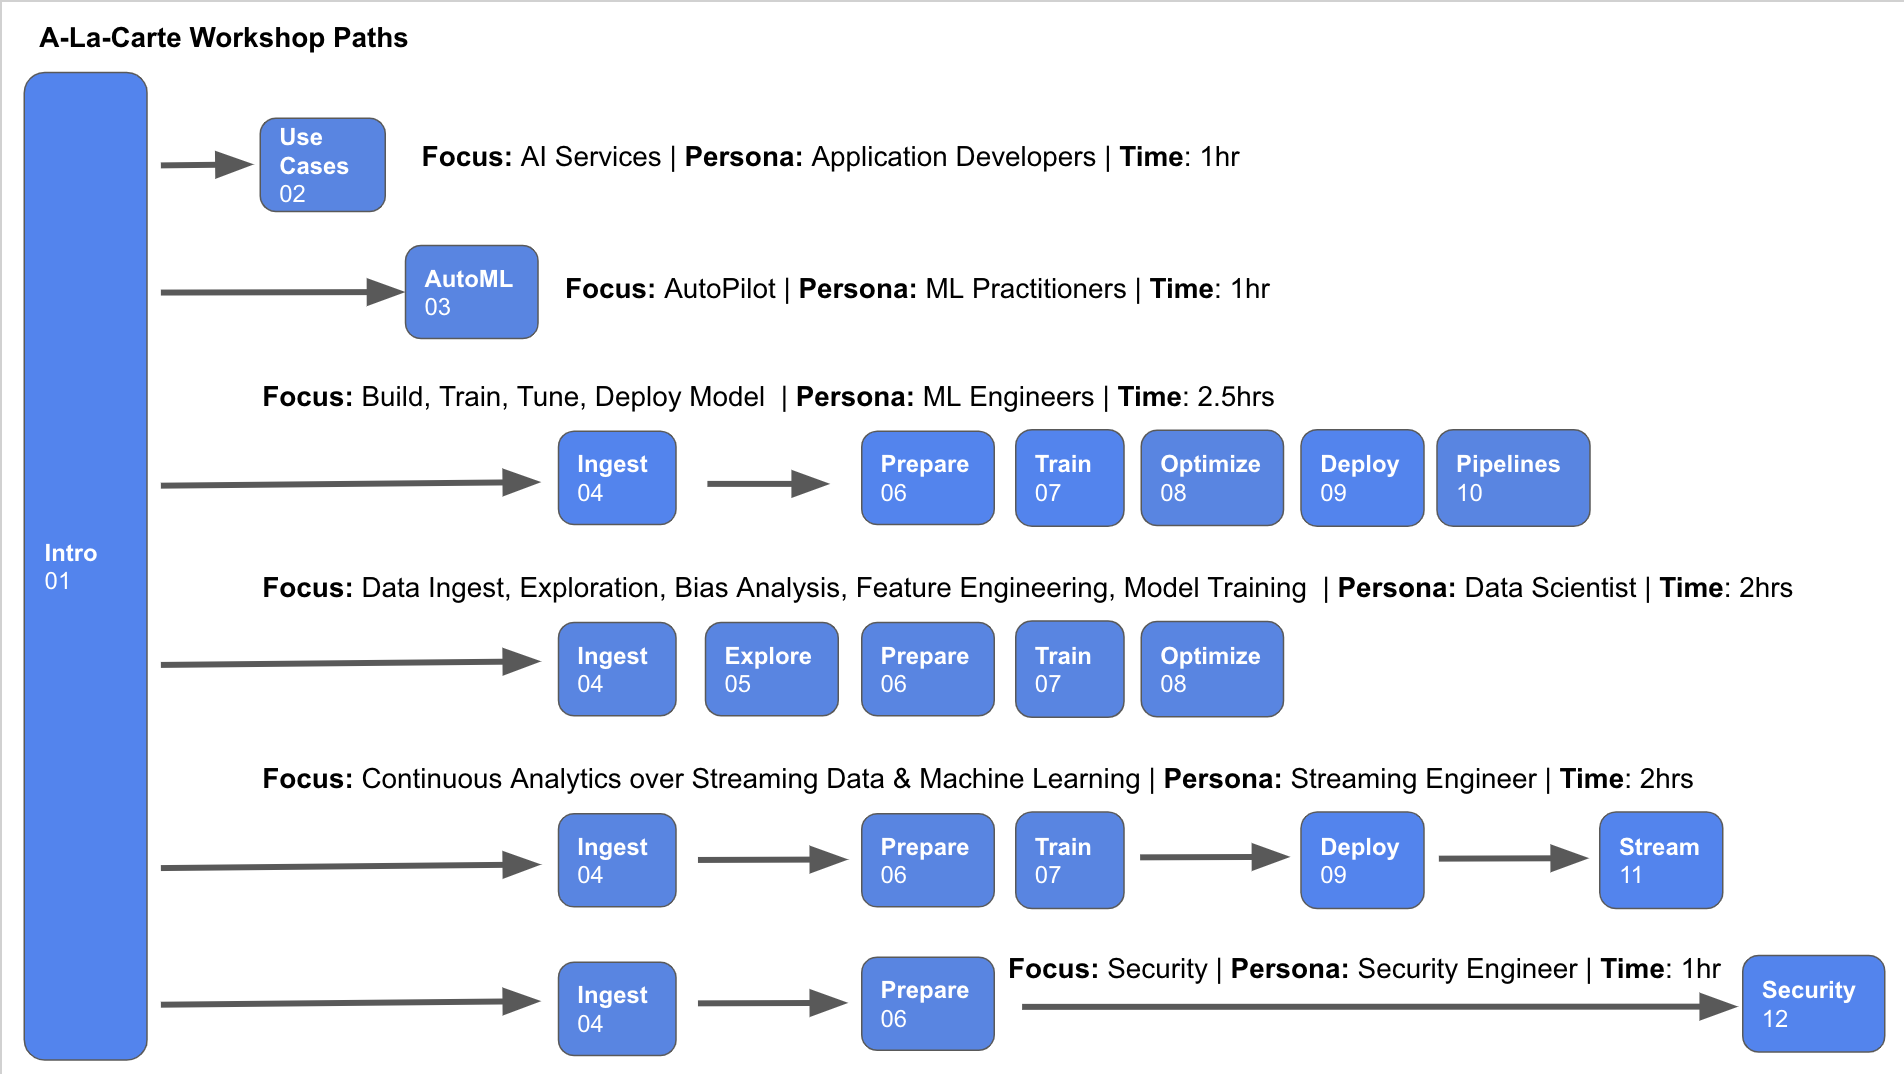 A-La-Carte Workshop Paths
Intro
01
Use
Cases
02
Focus: AI Services | Persona: Application Developers | Time: 1hr
AutoML
03
Focus: AutoPilot | Persona: ML Practitioners | Time: 1hr
Focus: Build, Train, Tune, Deploy Model | Persona: ML Engineers | Time: 2.5hrs
Ingest
04
Prepare
06
Train
07
Optimize
08
Deploy
09
Pipelines
10
Focus: Data Ingest, Exploration, Bias Analysis, Feature Engineering, Model Training | Persona: Data Scientist | Time: 2hrs
Ingest
04
Explore
05
Prepare
06
Train
07
Optimize
08
Focus: Continuous Analytics over Streaming Data & Machine Learning | Persona: Streaming Engineer | Time: 2hrs
Ingest
04
Prepare
06
Train
07
Deploy
09
Stream
11
Ingest
04
Prepare
06
Focus: Security | Persona: Security Engineer | Time: 1hr
Security
12